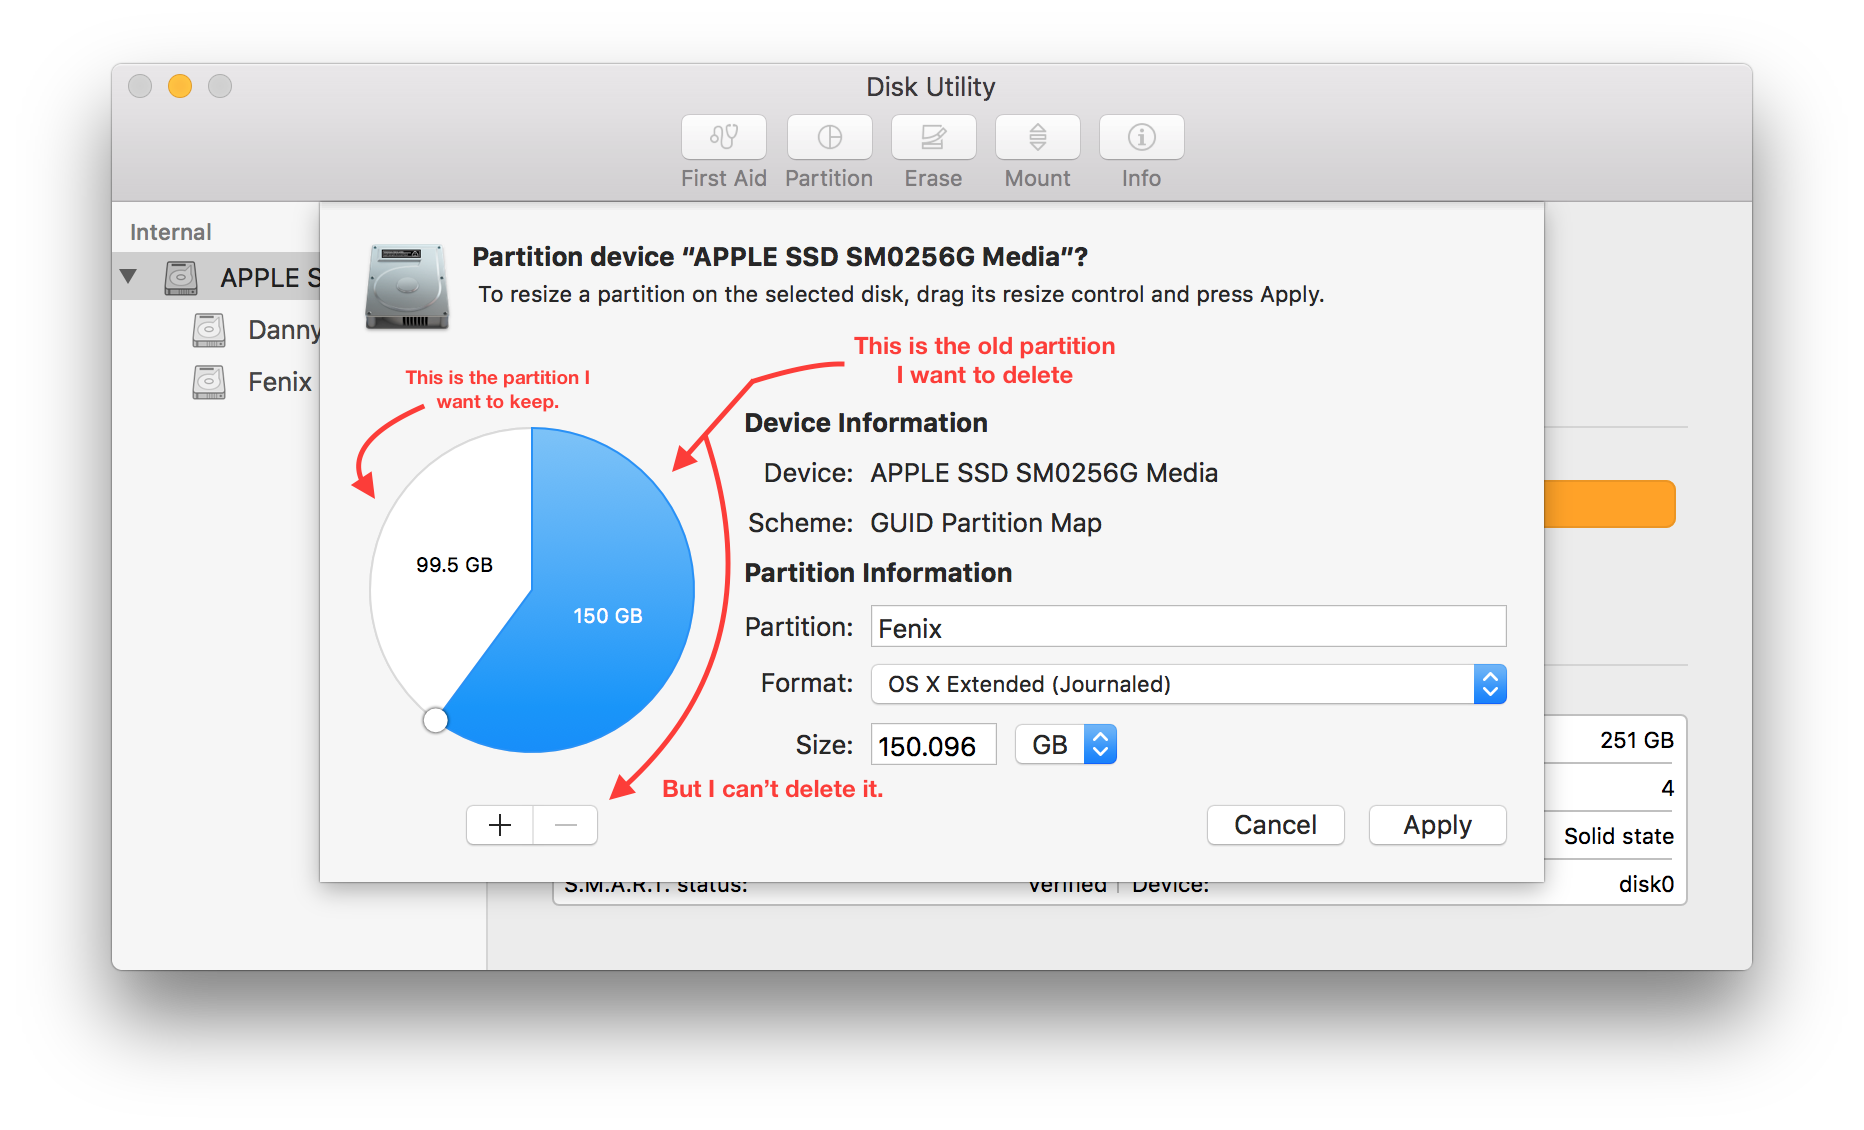 Disk Utility
First Aid
Partition
Erase
Mount
Info
Internal
APPLE S
Danny
Fenix
Partition device “APPLE SSD SM0256G Media”?
To resize a partition on the selected disk, drag its resize control and press Apply.
This is the old partition
I want to delete
This is the partition I
want to keep.
99.5 GB
150 GB
Device Information
Device: APPLE SSD SM0256G Media
Scheme: GUID Partition Map
Partition Information
Partition: Fenix
Format: OS X Extended (Journaled)
Size: 150.096 GB
But I can’t delete it.
Cancel
Apply
251 GB
4
Solid state
S.M.A.R.T. status: Verified
Device: disk0